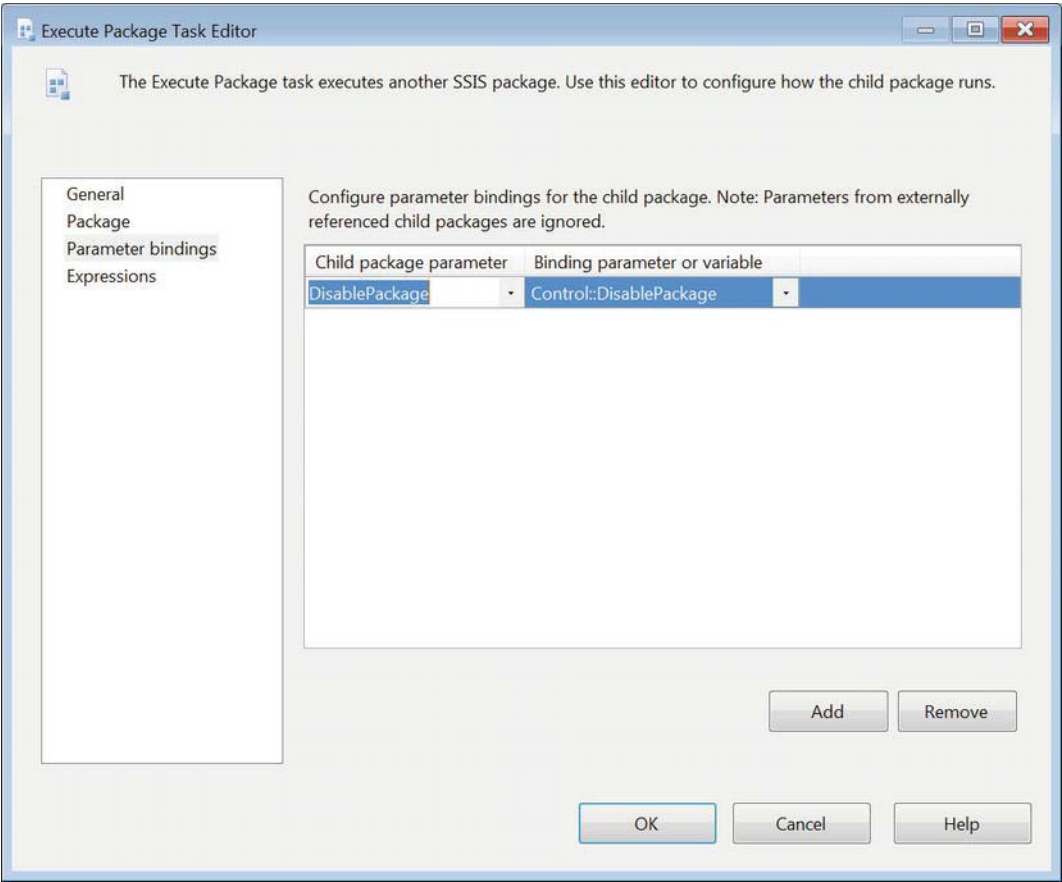 Execute Package Task Editor
The Execute Package task executes another SSIS package. Use this editor to configure how the child package runs.
General
Package
Parameter bindings
Expressions
Configure parameter bindings for the child package. Note: Parameters from externally
referenced child packages are ignored.
Child package parameter Binding parameter or variable
DisablePackage Control::DisablePackage
Add Remove
OK Cancel Help